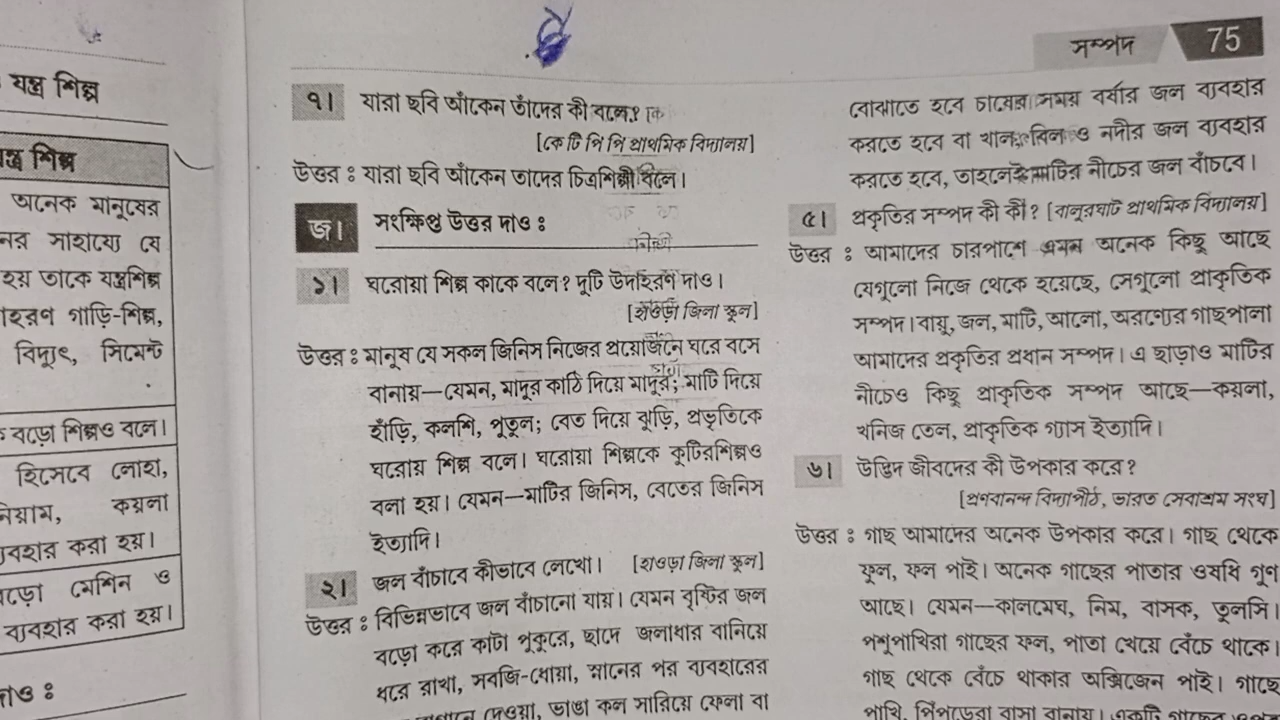 যন্ত্র শিল্প
যন্ত্র শিল্প
অনেক মানুষের
সাহায্যে যে
হয় তাকে যন্ত্রশিল্প
গাড়ি-শিল্প,
বিদ্যুৎ, সিমেন্ট
বড়ো শিল্পও বলে।
হিসেবে লোহা,
কয়লা
ব্যবহার করা হয়।
মেশিন ও
ব্যবহার করা হয়।
সম্পদ 75
৭। যারা ছবি আঁকেন তাঁদের কী বলে?
[কে টি পি পি প্রাথমিক বিদ্যালয়]
উত্তর : যারা ছবি আঁকেন তাদের চিত্রশিল্পী বলে।
জ। সংক্ষিপ্ত উত্তর দাও :
১। ঘরোয়া শিল্প কাকে বলে? দুটি উদাহরণ দাও।
[হাওড়া জিলা স্কুল]
উত্তর : মানুষ যে সকল জিনিস নিজের প্রয়োজনে ঘরে বসে
বানায়—যেমন, মাদুর কাঠি দিয়ে মাদুর; মাটি দিয়ে
হাঁড়ি, কলশি, পুতুল; বেত দিয়ে ঝুড়ি, প্রভৃতিকে
ঘরোয় শিল্প বলে। ঘরোয়া শিল্পকে কুটিরশিল্পও
বলা হয়। যেমন—মাটির জিনিস, বেতের জিনিস
ইত্যাদি।
২। জল বাঁচাবে কীভাবে লেখো। [হাওড়া জিলা স্কুল]
উত্তর : বিভিন্নভাবে জল বাঁচানো যায়। যেমন বৃষ্টির জল
বড়ো করে কাটা পুকুরে, ছাদে জলাধার বানিয়ে
ধরে রাখা, সবজি-ধোয়া, স্নানের পর ব্যবহারের
দেওয়া, ভাঙা কল সারিয়ে ফেলা বা
বোঝাতে হবে চাষের সময় বর্ষার জল ব্যবহার
করতে হবে বা খাল, বিল ও নদীর জল ব্যবহার
করতে হবে, তাহলেই মাটির নীচের জল বাঁচবে।
৫। প্রকৃতির সম্পদ কী কী? [বালুরঘাট প্রাথমিক বিদ্যালয়]
উত্তর : আমাদের চারপাশে এমন অনেক কিছু আছে
যেগুলো নিজে থেকে হয়েছে, সেগুলো প্রাকৃতিক
সম্পদ। বায়ু, জল, মাটি, আলো, অরণ্যের গাছপালা
আমাদের প্রকৃতির প্রধান সম্পদ। এ ছাড়াও মাটির
নীচেও কিছু প্রাকৃতিক সম্পদ আছে—কয়লা,
খনিজ তেল, প্রাকৃতিক গ্যাস ইত্যাদি।
৬। উদ্ভিদ জীবদের কী উপকার করে?
[প্রণবানন্দ বিদ্যাপীঠ, ভারত সেবাশ্রম সংঘ]
উত্তর : গাছ আমাদের অনেক উপকার করে। গাছ থেকে
ফুল, ফল পাই। অনেক গাছের পাতার ওষধি গুণ
আছে। যেমন—কালমেঘ, নিম, বাসক, তুলসি।
পশুপাখিরা গাছের ফল, পাতা খেয়ে বেঁচে থাকে।
গাছ থেকে বেঁচে থাকার অক্সিজেন পাই। গাছে
পাখি, পিঁপড়েরা বাসা বানায়। একটি গাছের